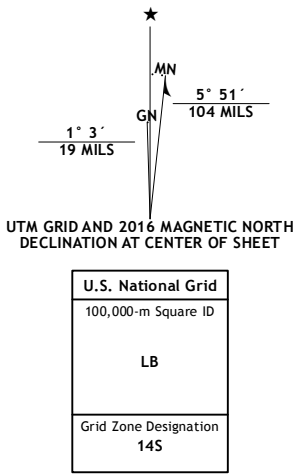 ★
MN
GN
5° 51´
104 MILS
1° 3´
19 MILS
UTM GRID AND 2016 MAGNETIC NORTH
DECLINATION AT CENTER OF SHEET
U.S. National Grid
100,000-m Square ID
LB
Grid Zone Designation
14S